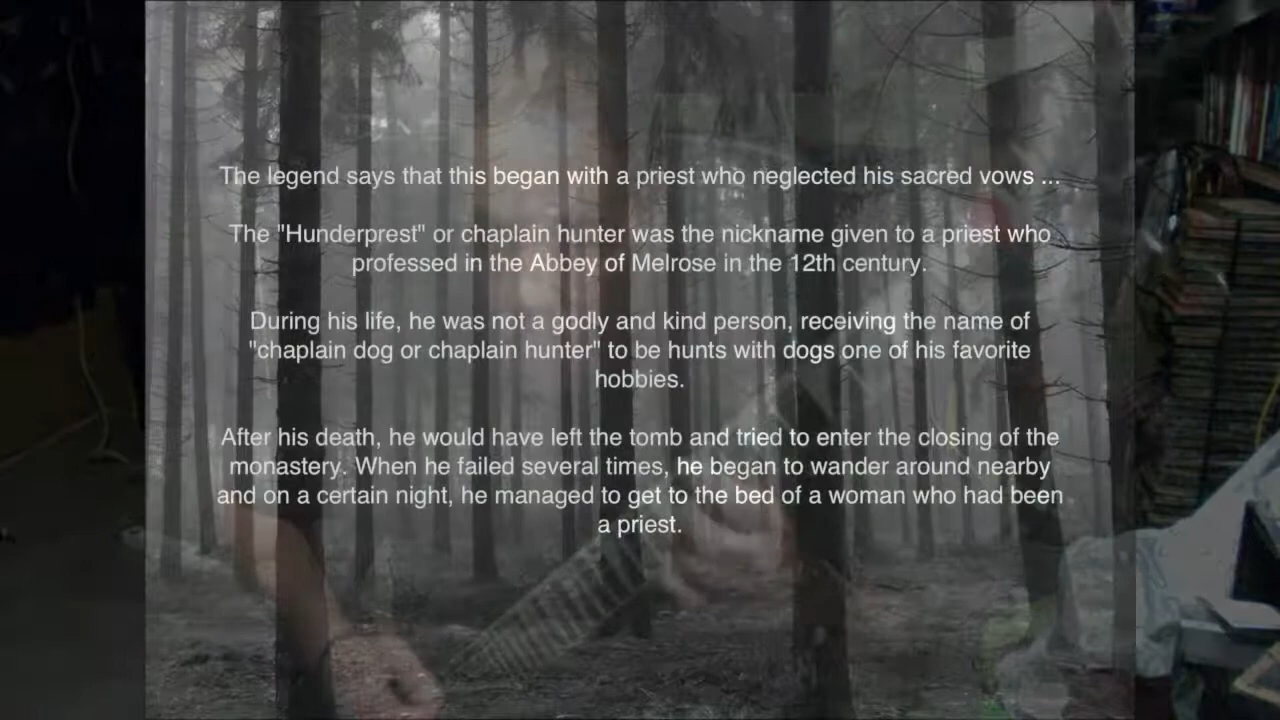 The legend says that this began with a priest who neglected his sacred vows ...
The "Hunderprest" or chaplain hunter was the nickname given to a priest who
professed in the Abbey of Melrose in the 12th century.
During his life, he was not a godly and kind person, receiving the name of
"chaplain dog or chaplain hunter" to be hunts with dogs one of his favorite
hobbies.
After his death, he would have left the tomb and tried to enter the closing of the
monastery. When he failed several times, he began to wander around nearby
and on a certain night, he managed to get to the bed of a woman who had been
a priest.